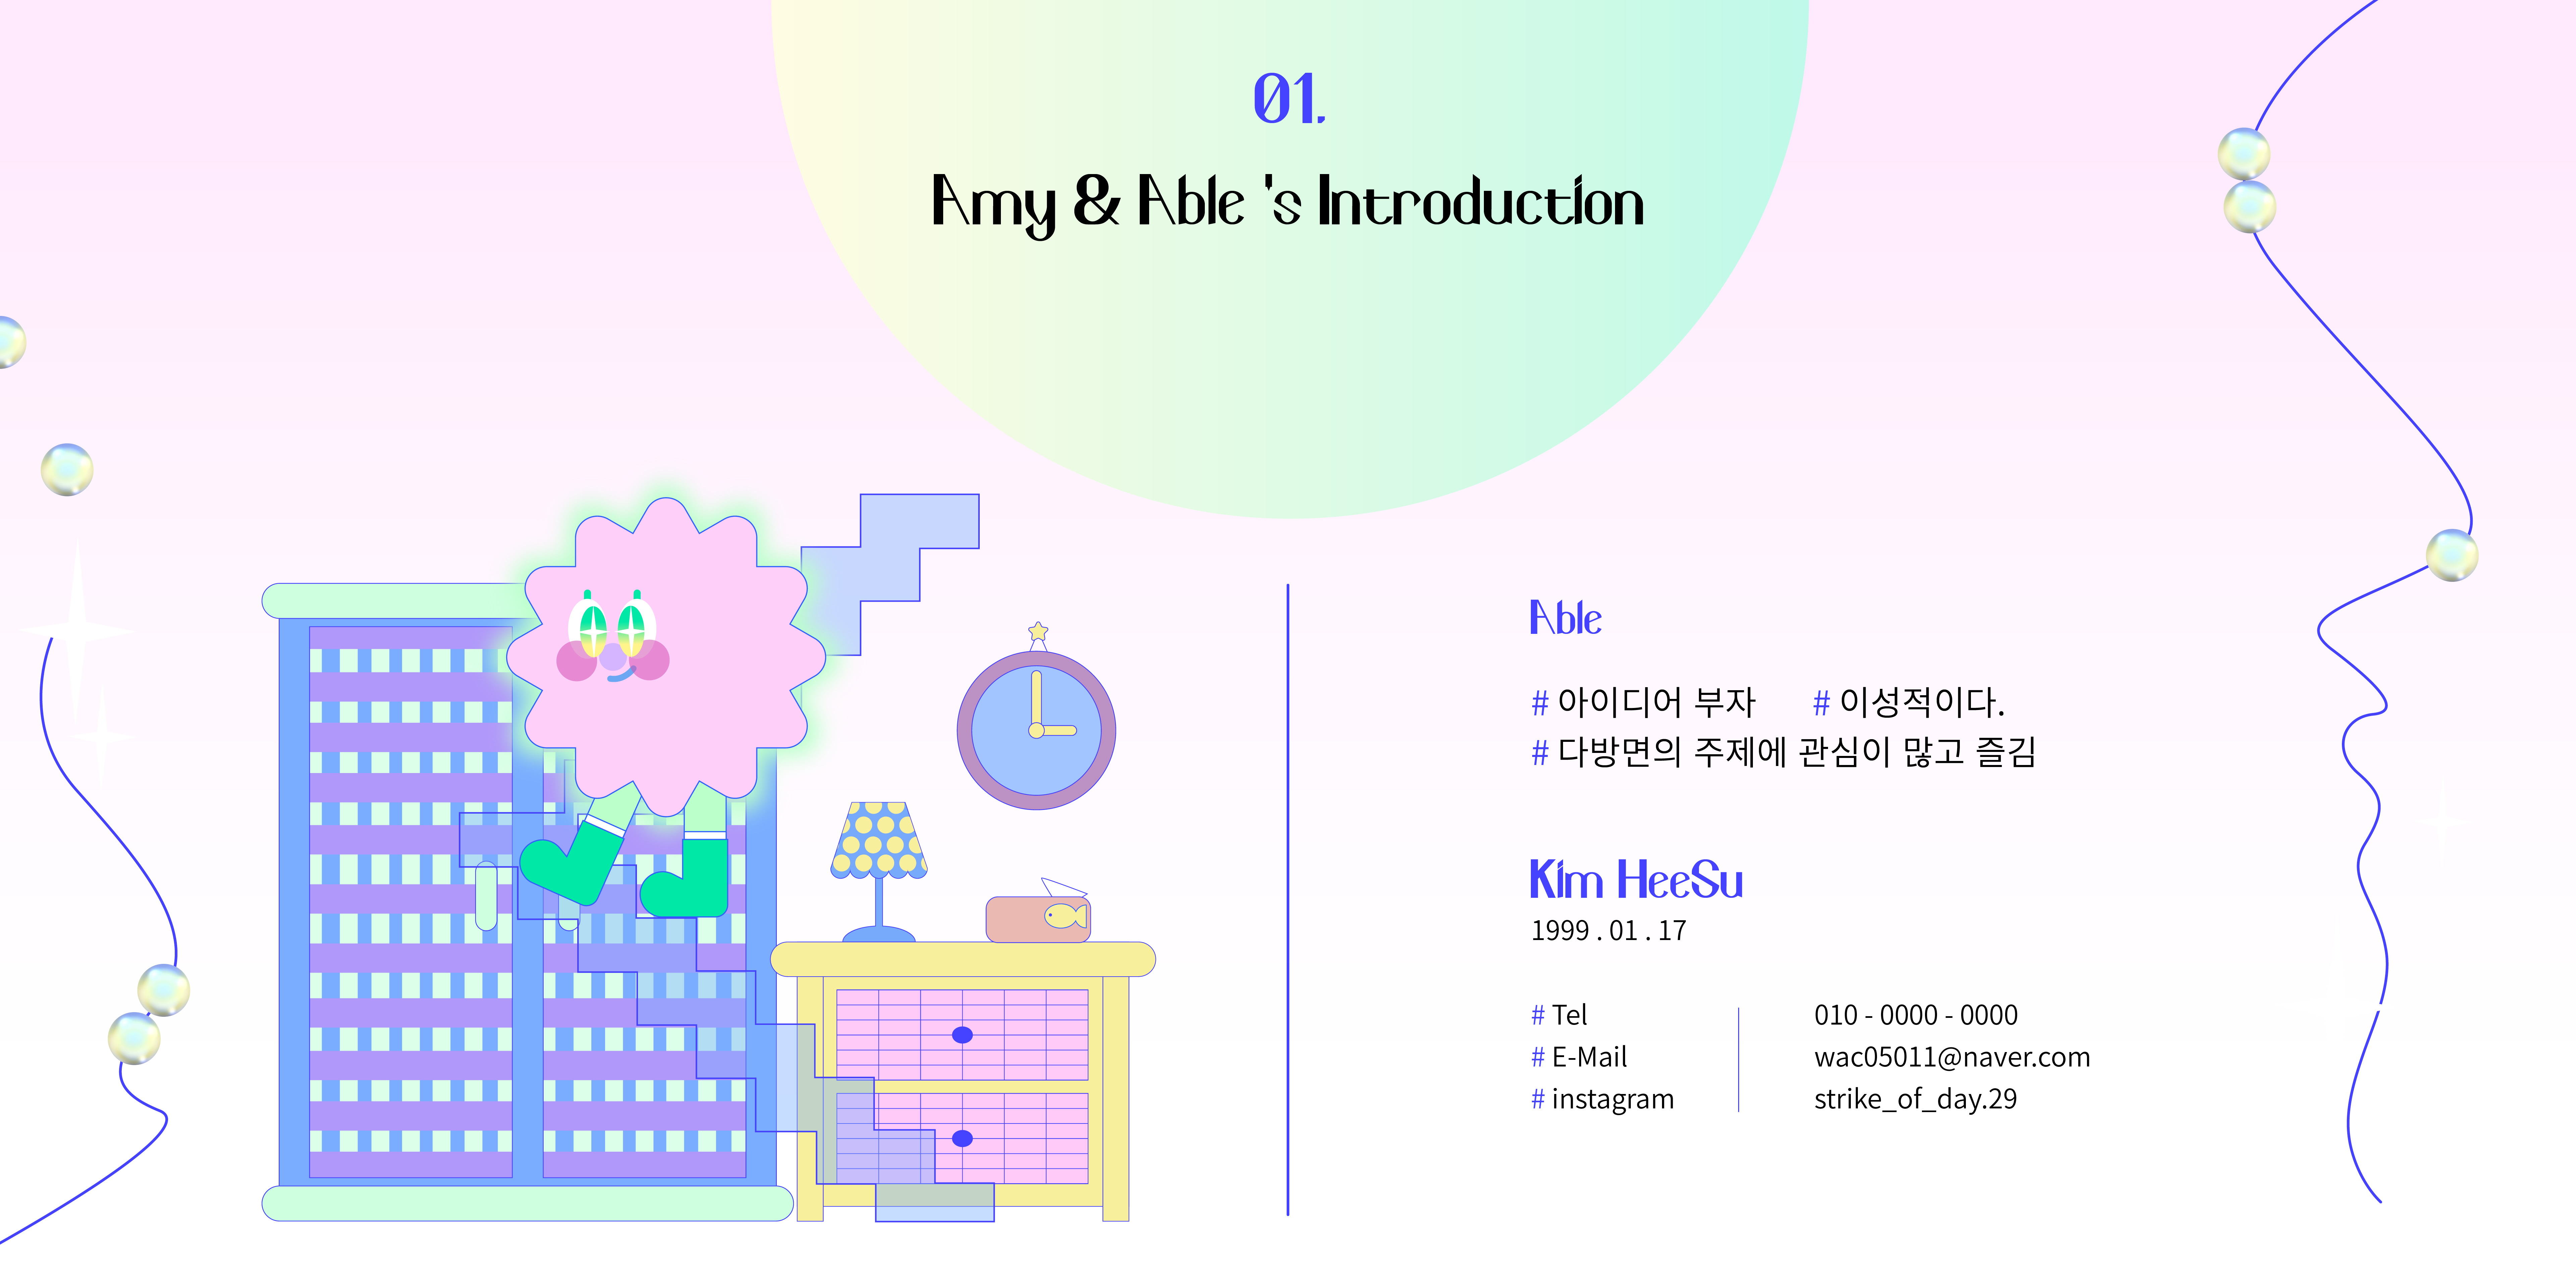 01.
Amy & Able 's Introduction
Able
# 아이디어 부자 # 이성적이다.
# 다방면의 주제에 관심이 많고 즐김
Kim HeeSu
1999 . 01 . 17
# Tel 010 - 0000 - 0000
# E-Mail wac05011@naver.com
# instagram strike_of_day.29